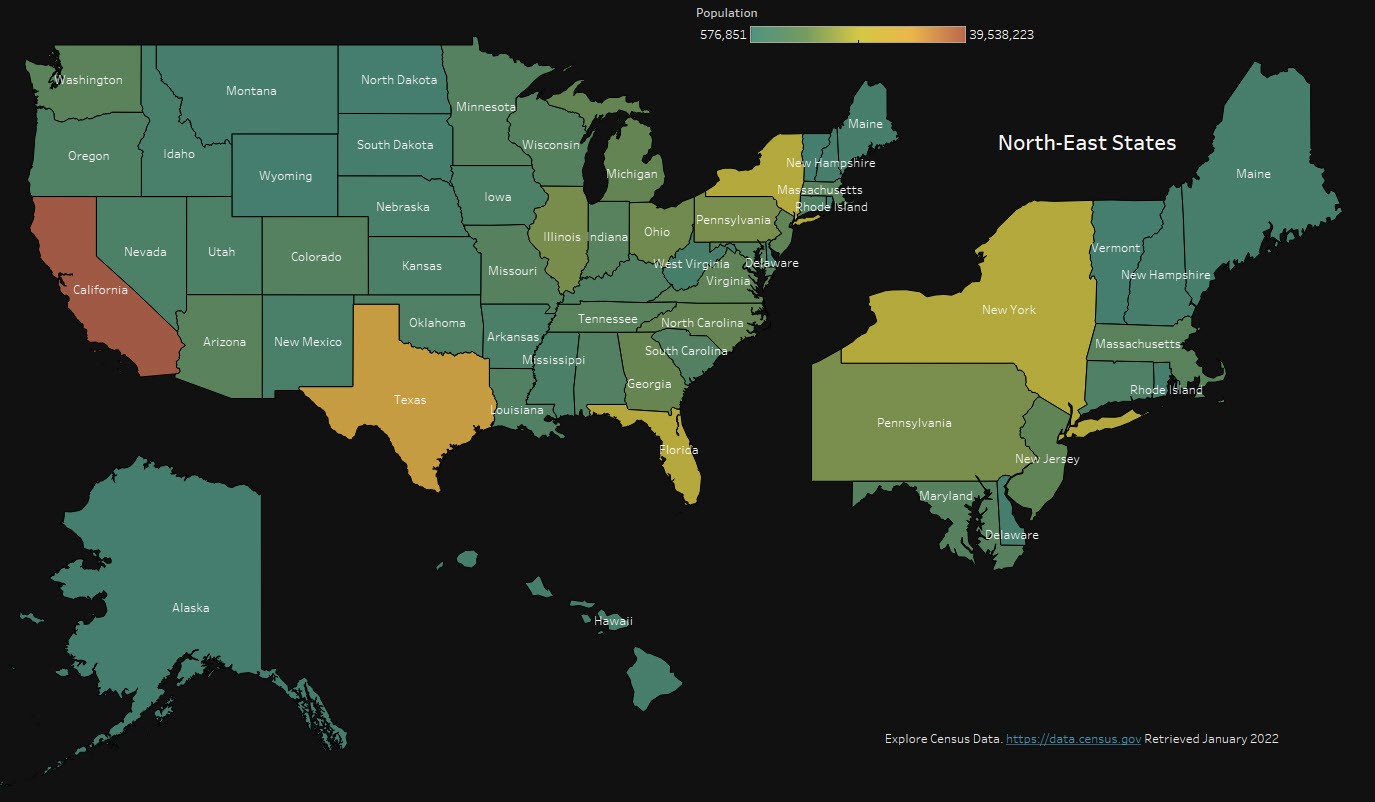 Population
576,851 39,538,223
Washington
Montana
North Dakota
Minnesota
Maine
Oregon
Idaho
South Dakota
Wisconsin
Wyoming
Michigan
New Hampshire
Massachusetts
Iowa
Nebraska
Rhode Island
Pennsylvania
Nevada
Utah
Colorado
Kansas
Missouri
Illinois
Indiana
Ohio
West Virginia
Delaware
Virginia
California
Arizona
New Mexico
Oklahoma
Arkansas
Tennessee
North Carolina
Mississippi
South Carolina
Georgia
Texas
Louisiana
Florida
Alaska
Hawaii
North-East States
Maine
Vermont
New Hampshire
New York
Massachusetts
Rhode Island
Pennsylvania
New Jersey
Maryland
Delaware
Explore Census Data. https://data.census.gov Retrieved January 2022